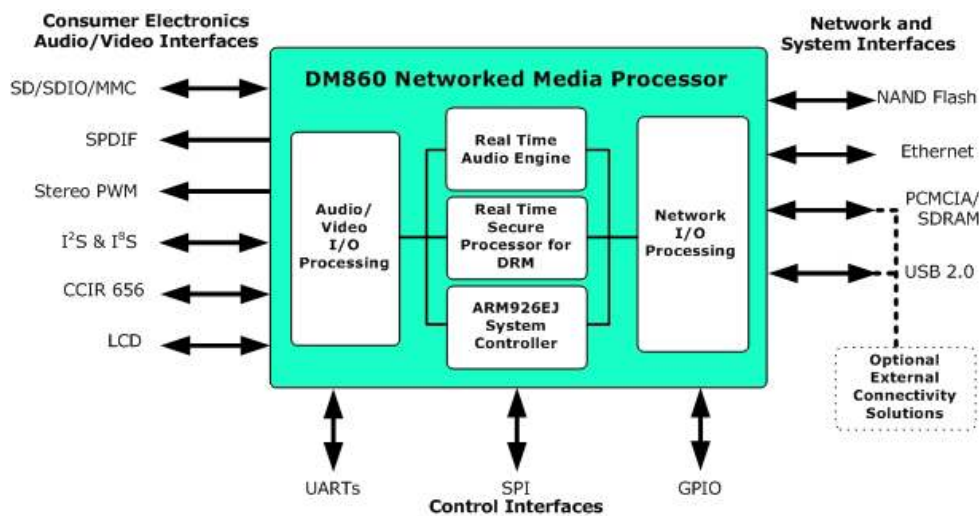 Consumer Electronics
Audio/Video Interfaces
SD/SDIO/MMC
SPDIF
Stereo PWM
I²S & I⁸S
CCIR 656
LCD
DM860 Networked Media Processor
Audio/
Video
I/O
Processing
Real Time
Audio Engine
Real Time
Secure
Processor for
DRM
ARM926EJ
System
Controller
Network
I/O
Processing
Network and
System Interfaces
NAND Flash
Ethernet
PCMCIA/
SDRAM
USB 2.0
Optional
External
Connectivity
Solutions
UARTs
SPI
GPIO
Control Interfaces